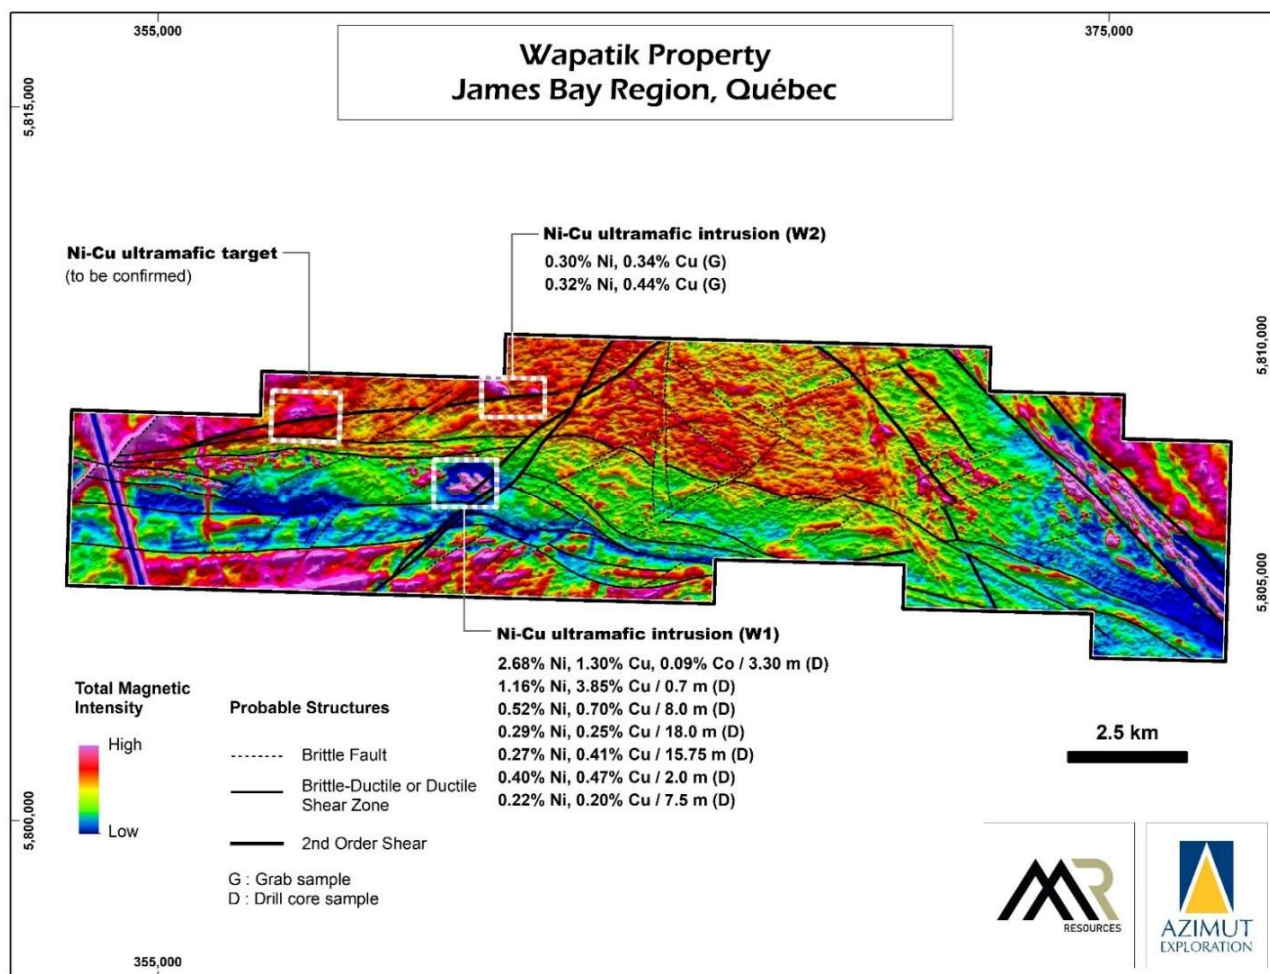 355,000
375,000
Wapatik Property
James Bay Region, Québec
5,815,000
Ni-Cu ultramafic target
(to be confirmed)
Ni-Cu ultramafic intrusion (W2)
0.30% Ni, 0.34% Cu (G)
0.32% Ni, 0.44% Cu (G)
5,810,000
5,805,000
Ni-Cu ultramafic intrusion (W1)
2.68% Ni, 1.30% Cu, 0.09% Co / 3.30 m (D)
1.16% Ni, 3.85% Cu / 0.7 m (D)
0.52% Ni, 0.70% Cu / 8.0 m (D)
0.29% Ni, 0.25% Cu / 18.0 m (D)
0.27% Ni, 0.41% Cu / 15.75 m (D)
0.40% Ni, 0.47% Cu / 2.0 m (D)
0.22% Ni, 0.20% Cu / 7.5 m (D)
Total Magnetic
Intensity
High
Low
Probable Structures
Brittle Fault
Brittle-Ductile or Ductile
Shear Zone
2nd Order Shear
G : Grab sample
D : Drill core sample
2.5 km
5,800,000
RESOURCES
AZIMUT
EXPLORATION
355,000